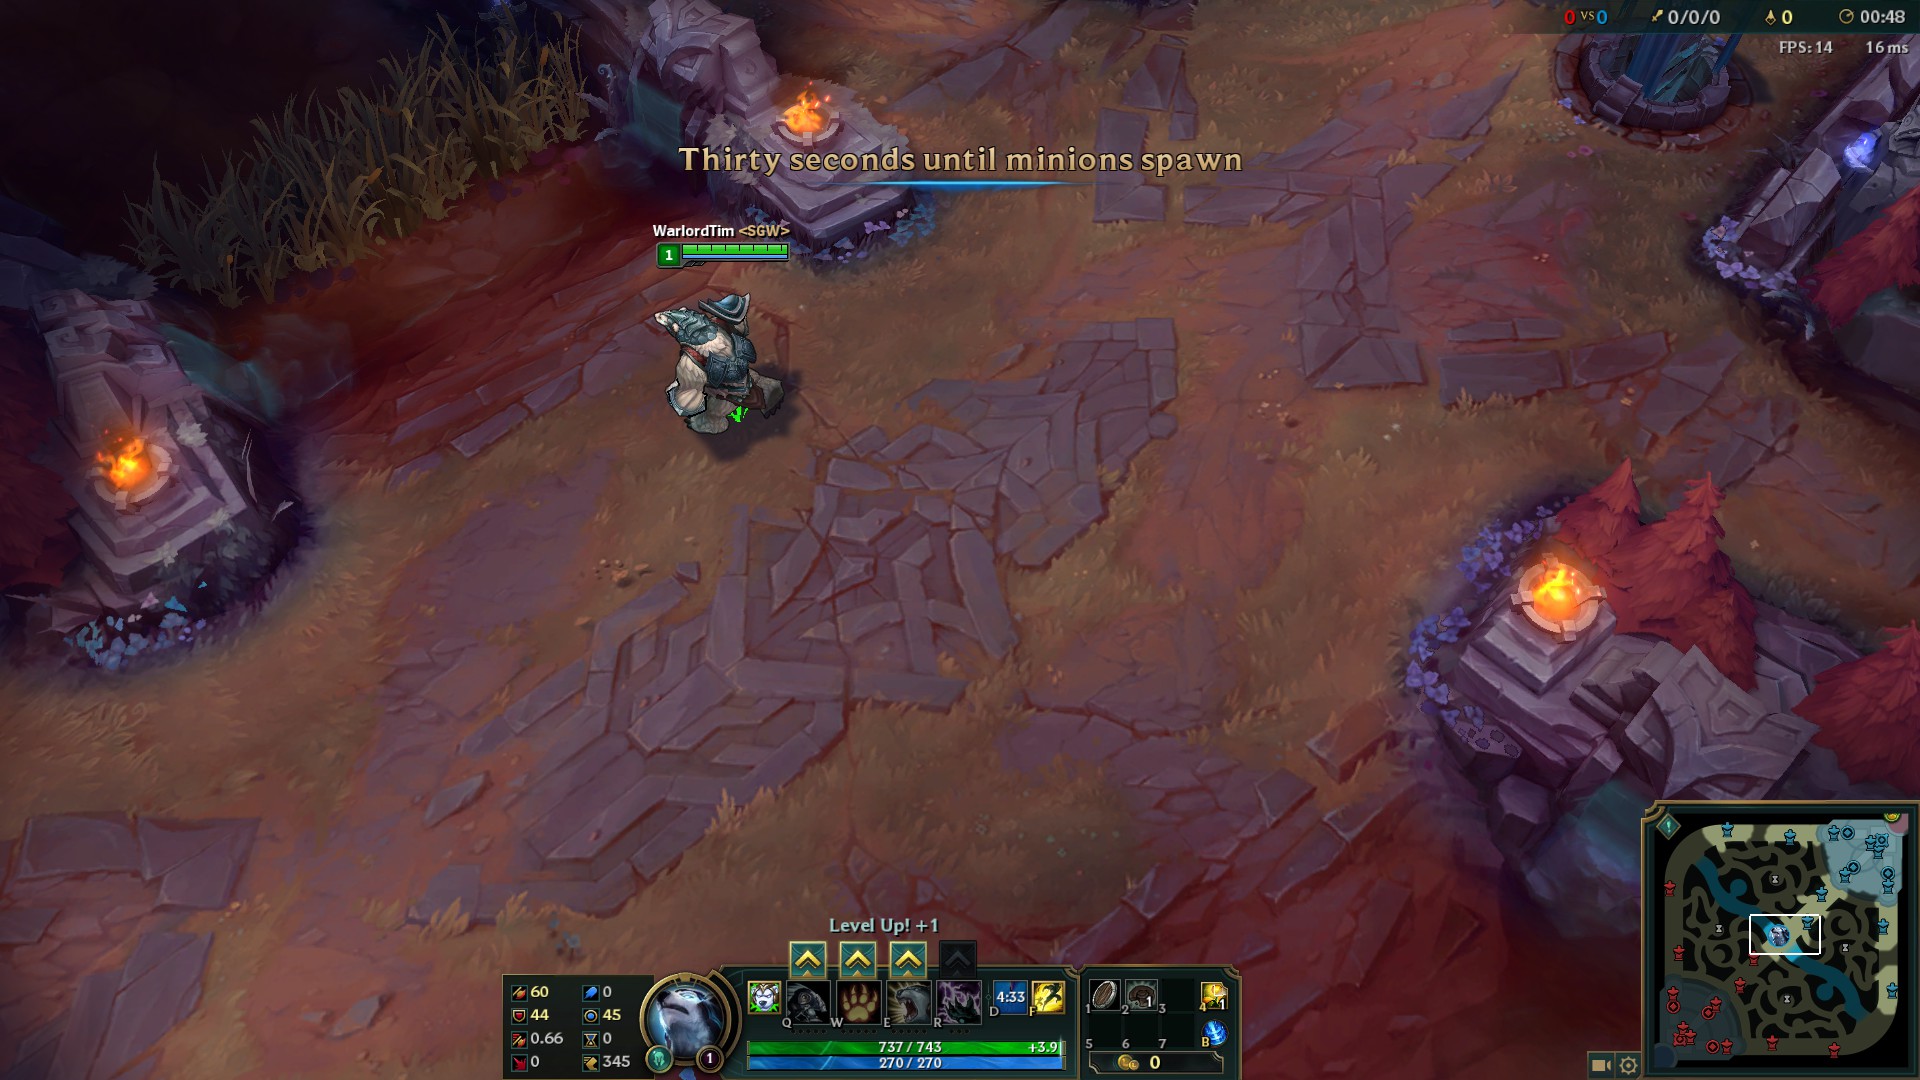 0 VS 0 0/0/0 0 00:48
FPS: 14 16 ms
Thirty seconds until minions spawn
WarlordTim <SGW>
1
Level Up! +1
60 0
44 45
0.66 0
0 345
1
Q W E R
4:33
D F
737 / 743 +3.9
270 / 270
1 2 1 3 4 1
5 6 7 B
0